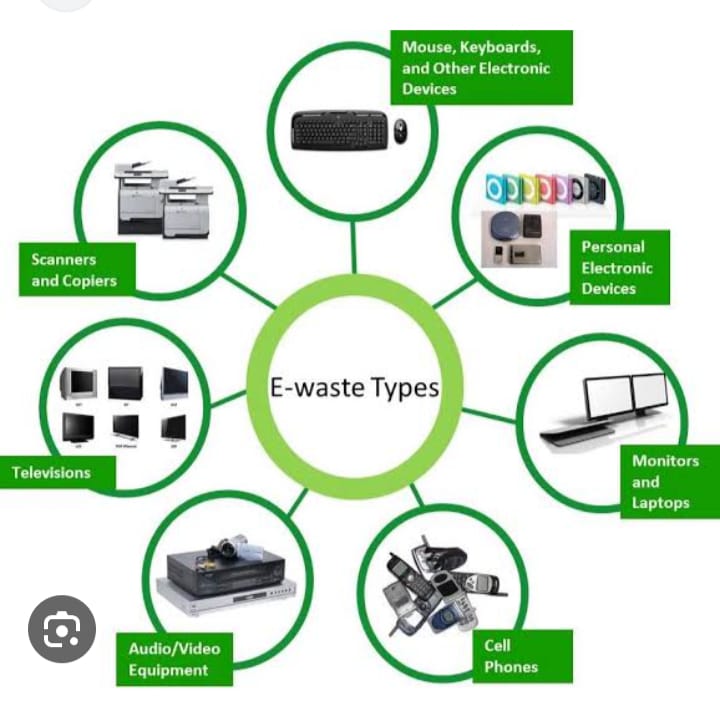 Mouse, Keyboards,
and Other Electronic
Devices
Scanners
and Copiers
Personal
Electronic
Devices
E-waste Types
Televisions
Monitors
and
Laptops
Audio/Video
Equipment
Cell
Phones